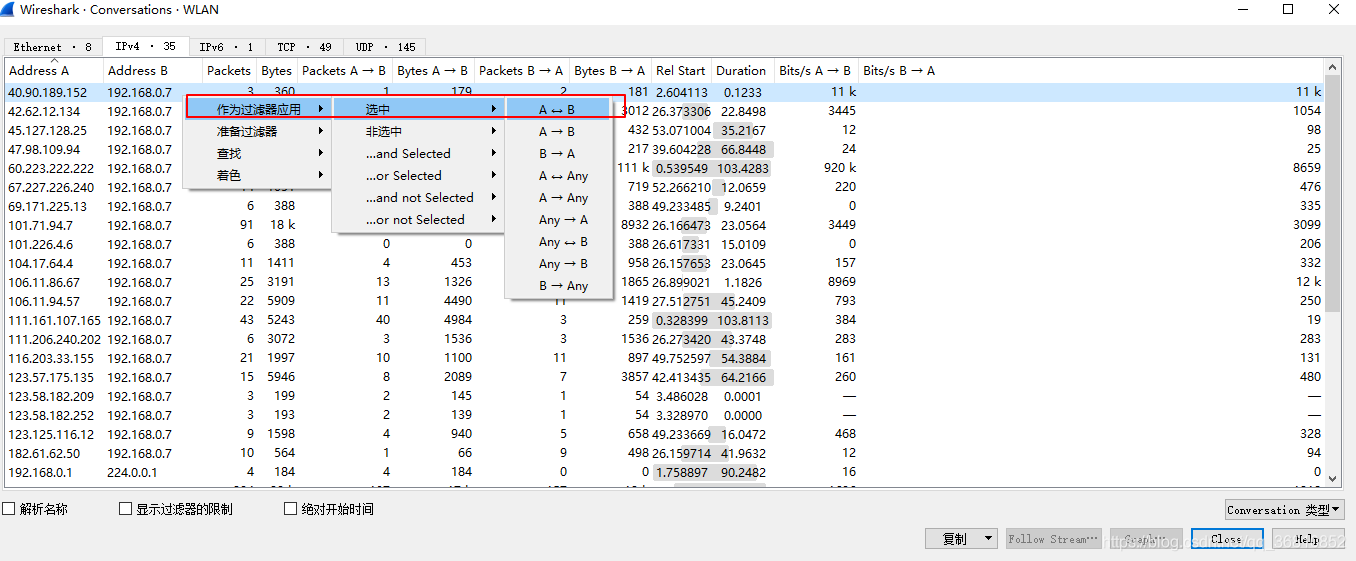 Wireshark · Conversations · WLAN
Ethernet · 8 IPv4 · 35 IPv6 · 1 TCP · 49 UDP · 145
Address A Address B Packets Bytes Packets A → B Bytes A → B Packets B → A Bytes B → A Rel Start Duration Bits/s A → B Bits/s B → A
40.90.189.152 192.168.0.7 3 360 1 179 2 181 2.604113 0.1233 11 k 11 k
42.62.12.134 192.168.0.7 作为过滤器应用 选中 A ↔ B 3012 26.373306 22.8498 3445 1054
45.127.128.25 192.168.0.7 准备过滤器 非选中 A → B 432 53.071004 35.2167 12 98
47.98.109.94 192.168.0.7 查找 ...and Selected B → A 217 39.604228 66.8448 24 25
60.223.222.222 192.168.0.7 着色 ...or Selected A ↔ Any 111 k 0.539549 103.4283 920 k 8659
67.227.226.240 192.168.0.7 ...and not Selected A → Any 719 52.266210 12.0659 220 476
69.171.225.13 192.168.0.7 6 388 ...or not Selected Any → A 388 49.233485 9.2401 0 335
101.71.94.7 192.168.0.7 91 18 k Any ↔ B 8932 26.166473 23.0564 3449 3099
101.226.4.6 192.168.0.7 6 388 0 0 Any → B 388 26.617331 15.0109 0 206
104.17.64.4 192.168.0.7 11 1411 4 453 B → Any 958 26.157653 23.0645 157 332
106.11.86.67 192.168.0.7 25 3191 13 1326 1865 26.899021 1.1826 8969 12 k
106.11.94.57 192.168.0.7 22 5909 11 4490 11 1419 27.512751 45.2409 793 250
111.161.107.165 192.168.0.7 43 5243 40 4984 3 259 0.328399 103.8113 384 19
111.206.240.202 192.168.0.7 6 3072 3 1536 3 1536 26.273420 43.3748 283 283
116.203.33.155 192.168.0.7 21 1997 10 1100 11 897 49.752597 54.3884 161 131
123.57.175.135 192.168.0.7 15 5946 8 2089 7 3857 42.413435 64.2166 260 480
123.58.182.209 192.168.0.7 3 199 2 145 1 54 3.486028 0.0001 — —
123.58.182.252 192.168.0.7 3 193 2 139 1 54 3.328970 0.0000 — —
123.125.116.12 192.168.0.7 9 1598 4 940 5 658 49.233669 16.0472 468 328
182.61.62.50 192.168.0.7 10 564 1 66 9 498 26.159714 41.9632 12 94
192.168.0.1 224.0.0.1 4 184 4 184 0 0 1.758897 90.2482 16 0
解析名称 显示过滤器的限制 绝对开始时间 Conversation 类型
复制 Follow Stream… Graph… Close Help